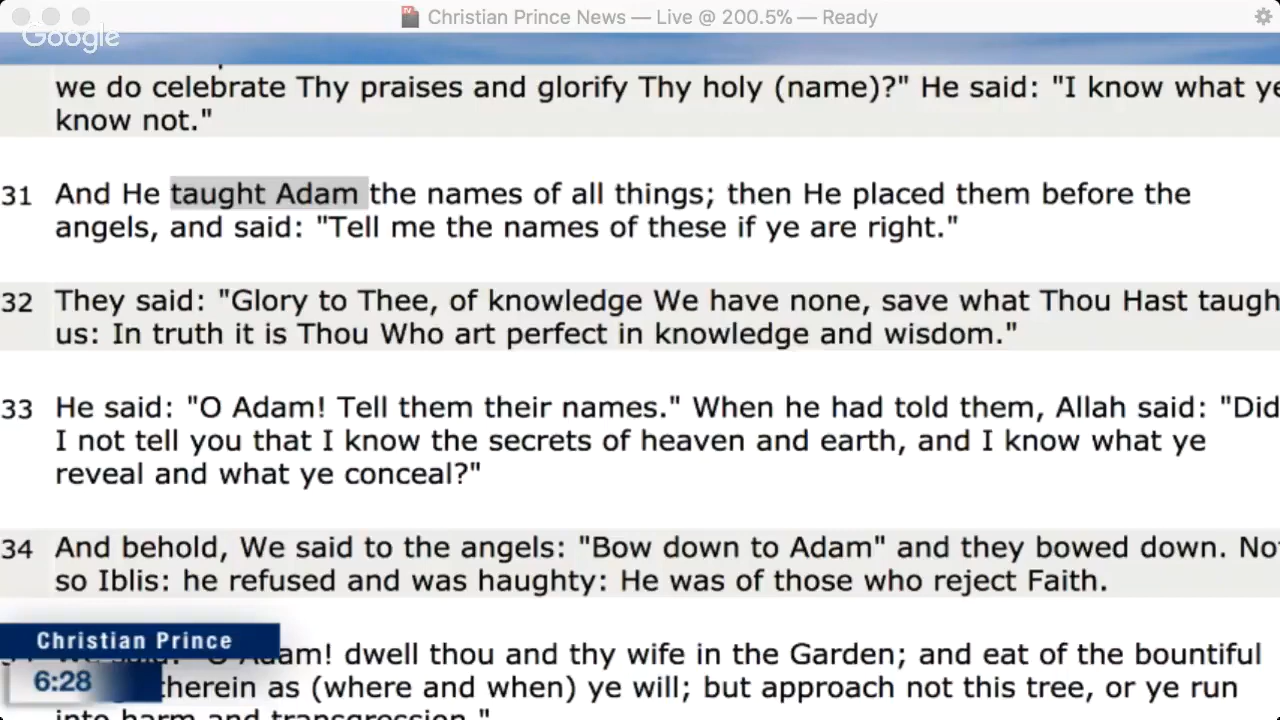 Christian Prince News — Live @ 200.5% — Ready
Google
we do celebrate Thy praises and glorify Thy holy (name)?" He said: "I know what ye
know not."
31 And He taught Adam the names of all things; then He placed them before the
angels, and said: "Tell me the names of these if ye are right."
32 They said: "Glory to Thee, of knowledge We have none, save what Thou Hast taugh
us: In truth it is Thou Who art perfect in knowledge and wisdom."
33 He said: "O Adam! Tell them their names." When he had told them, Allah said: "Did
I not tell you that I know the secrets of heaven and earth, and I know what ye
reveal and what ye conceal?"
34 And behold, We said to the angels: "Bow down to Adam" and they bowed down. No
so Iblis: he refused and was haughty: He was of those who reject Faith.
Christian Prince
Adam! dwell thou and thy wife in the Garden; and eat of the bountiful
6:28
therein as (where and when) ye will; but approach not this tree, or ye run
into harm and transgression."